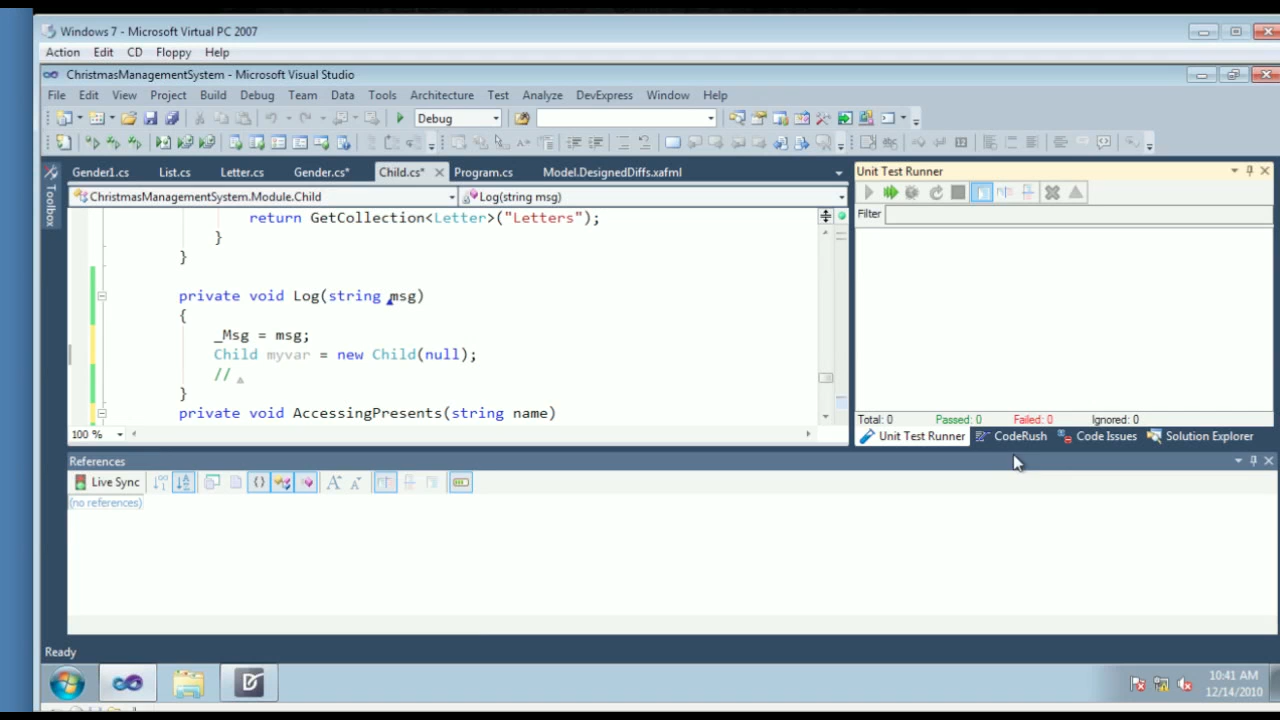 Windows 7 - Microsoft Virtual PC 2007
Action Edit CD Floppy Help
ChristmasManagementSystem - Microsoft Visual Studio
File Edit View Project Build Debug Team Data Tools Architecture Test Analyze DevExpress Window Help
Debug
Toolbox
Gender1.cs List.cs Letter.cs Gender.cs* Child.cs* Program.cs Model.DesignedDiffs.xafml
ChristmasManagementSystem.Module.Child Log(string msg)
return GetCollection<Letter>("Letters");
}
}
private void Log(string msg)
{
_Msg = msg;
Child myvar = new Child(null);
//
}
private void AccessingPresents(string name)
100 %
Unit Test Runner
Filter
Total: 0 Passed: 0 Failed: 0 Ignored: 0
Unit Test Runner CodeRush Code Issues Solution Explorer
References
Live Sync
(no references)
Ready
10:41 AM
12/14/2010